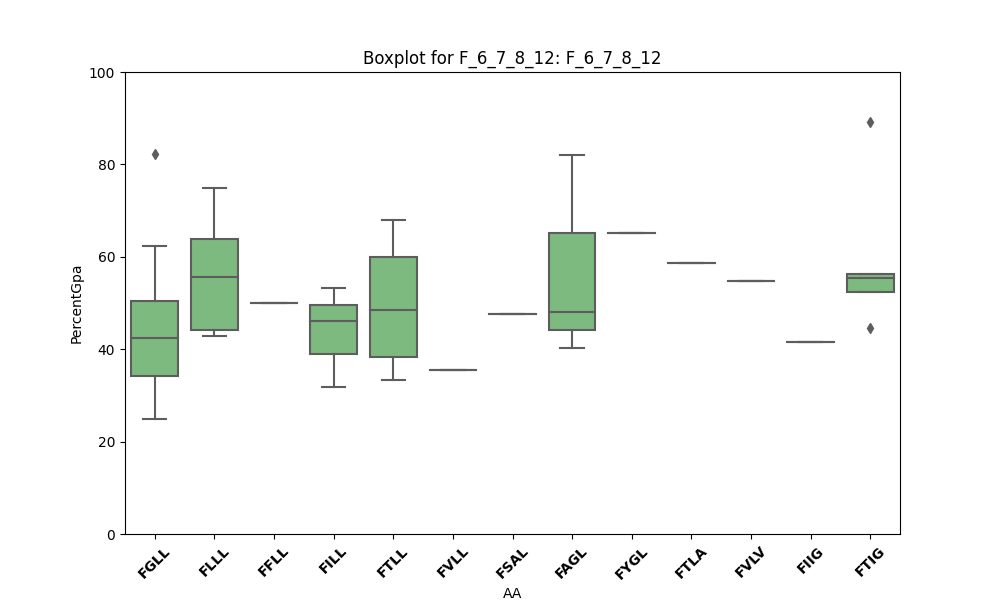 Boxplot for F_6_7_8_12: F_6_7_8_12
PercentGpa
100
80
60
40
20
0
FGLL FLLL FFLL FILL FTLL FVLL FSAL FAGL FYGL FTLA FVLV FIIG FTIG
AA